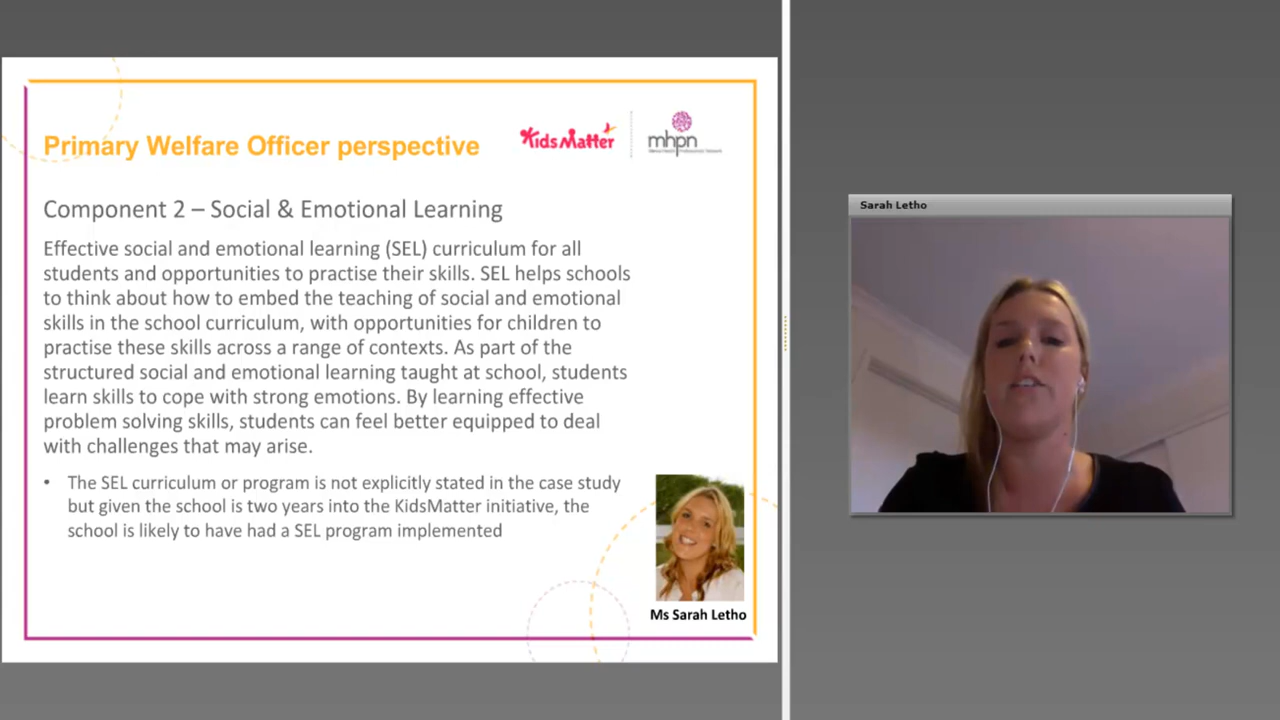 Primary Welfare Officer perspective
KidsMatter
mhpn
Component 2 – Social & Emotional Learning
Effective social and emotional learning (SEL) curriculum for all
students and opportunities to practise their skills. SEL helps schools
to think about how to embed the teaching of social and emotional
skills in the school curriculum, with opportunities for children to
practise these skills across a range of contexts. As part of the
structured social and emotional learning taught at school, students
learn skills to cope with strong emotions. By learning effective
problem solving skills, students can feel better equipped to deal
with challenges that may arise.
• The SEL curriculum or program is not explicitly stated in the case study
but given the school is two years into the KidsMatter initiative, the
school is likely to have had a SEL program implemented
Ms Sarah Letho
Sarah Letho